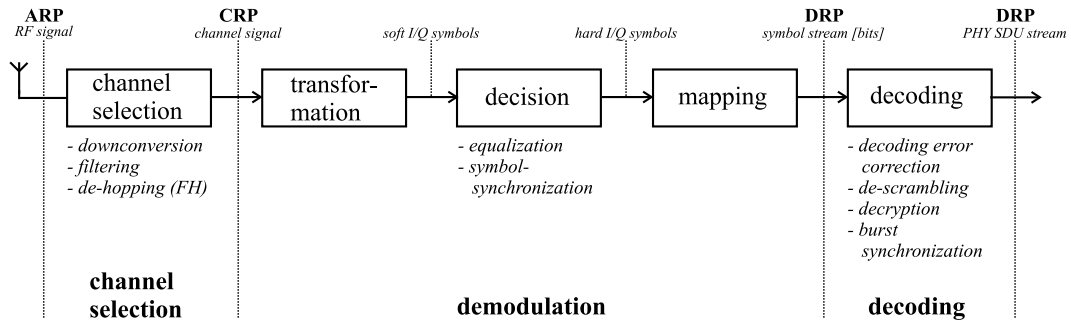 ARP
RF signal
CRP
channel signal
soft I/Q symbols
hard I/Q symbols
DRP
symbol stream [bits]
DRP
PHY SDU stream
channel
selection
transfor-
mation
decision
mapping
decoding
- downconversion
- filtering
- de-hopping (FH)
- equalization
- symbol-
synchronization
- decoding error
correction
- de-scrambling
- decryption
- burst
synchronization
channel
selection
demodulation
decoding